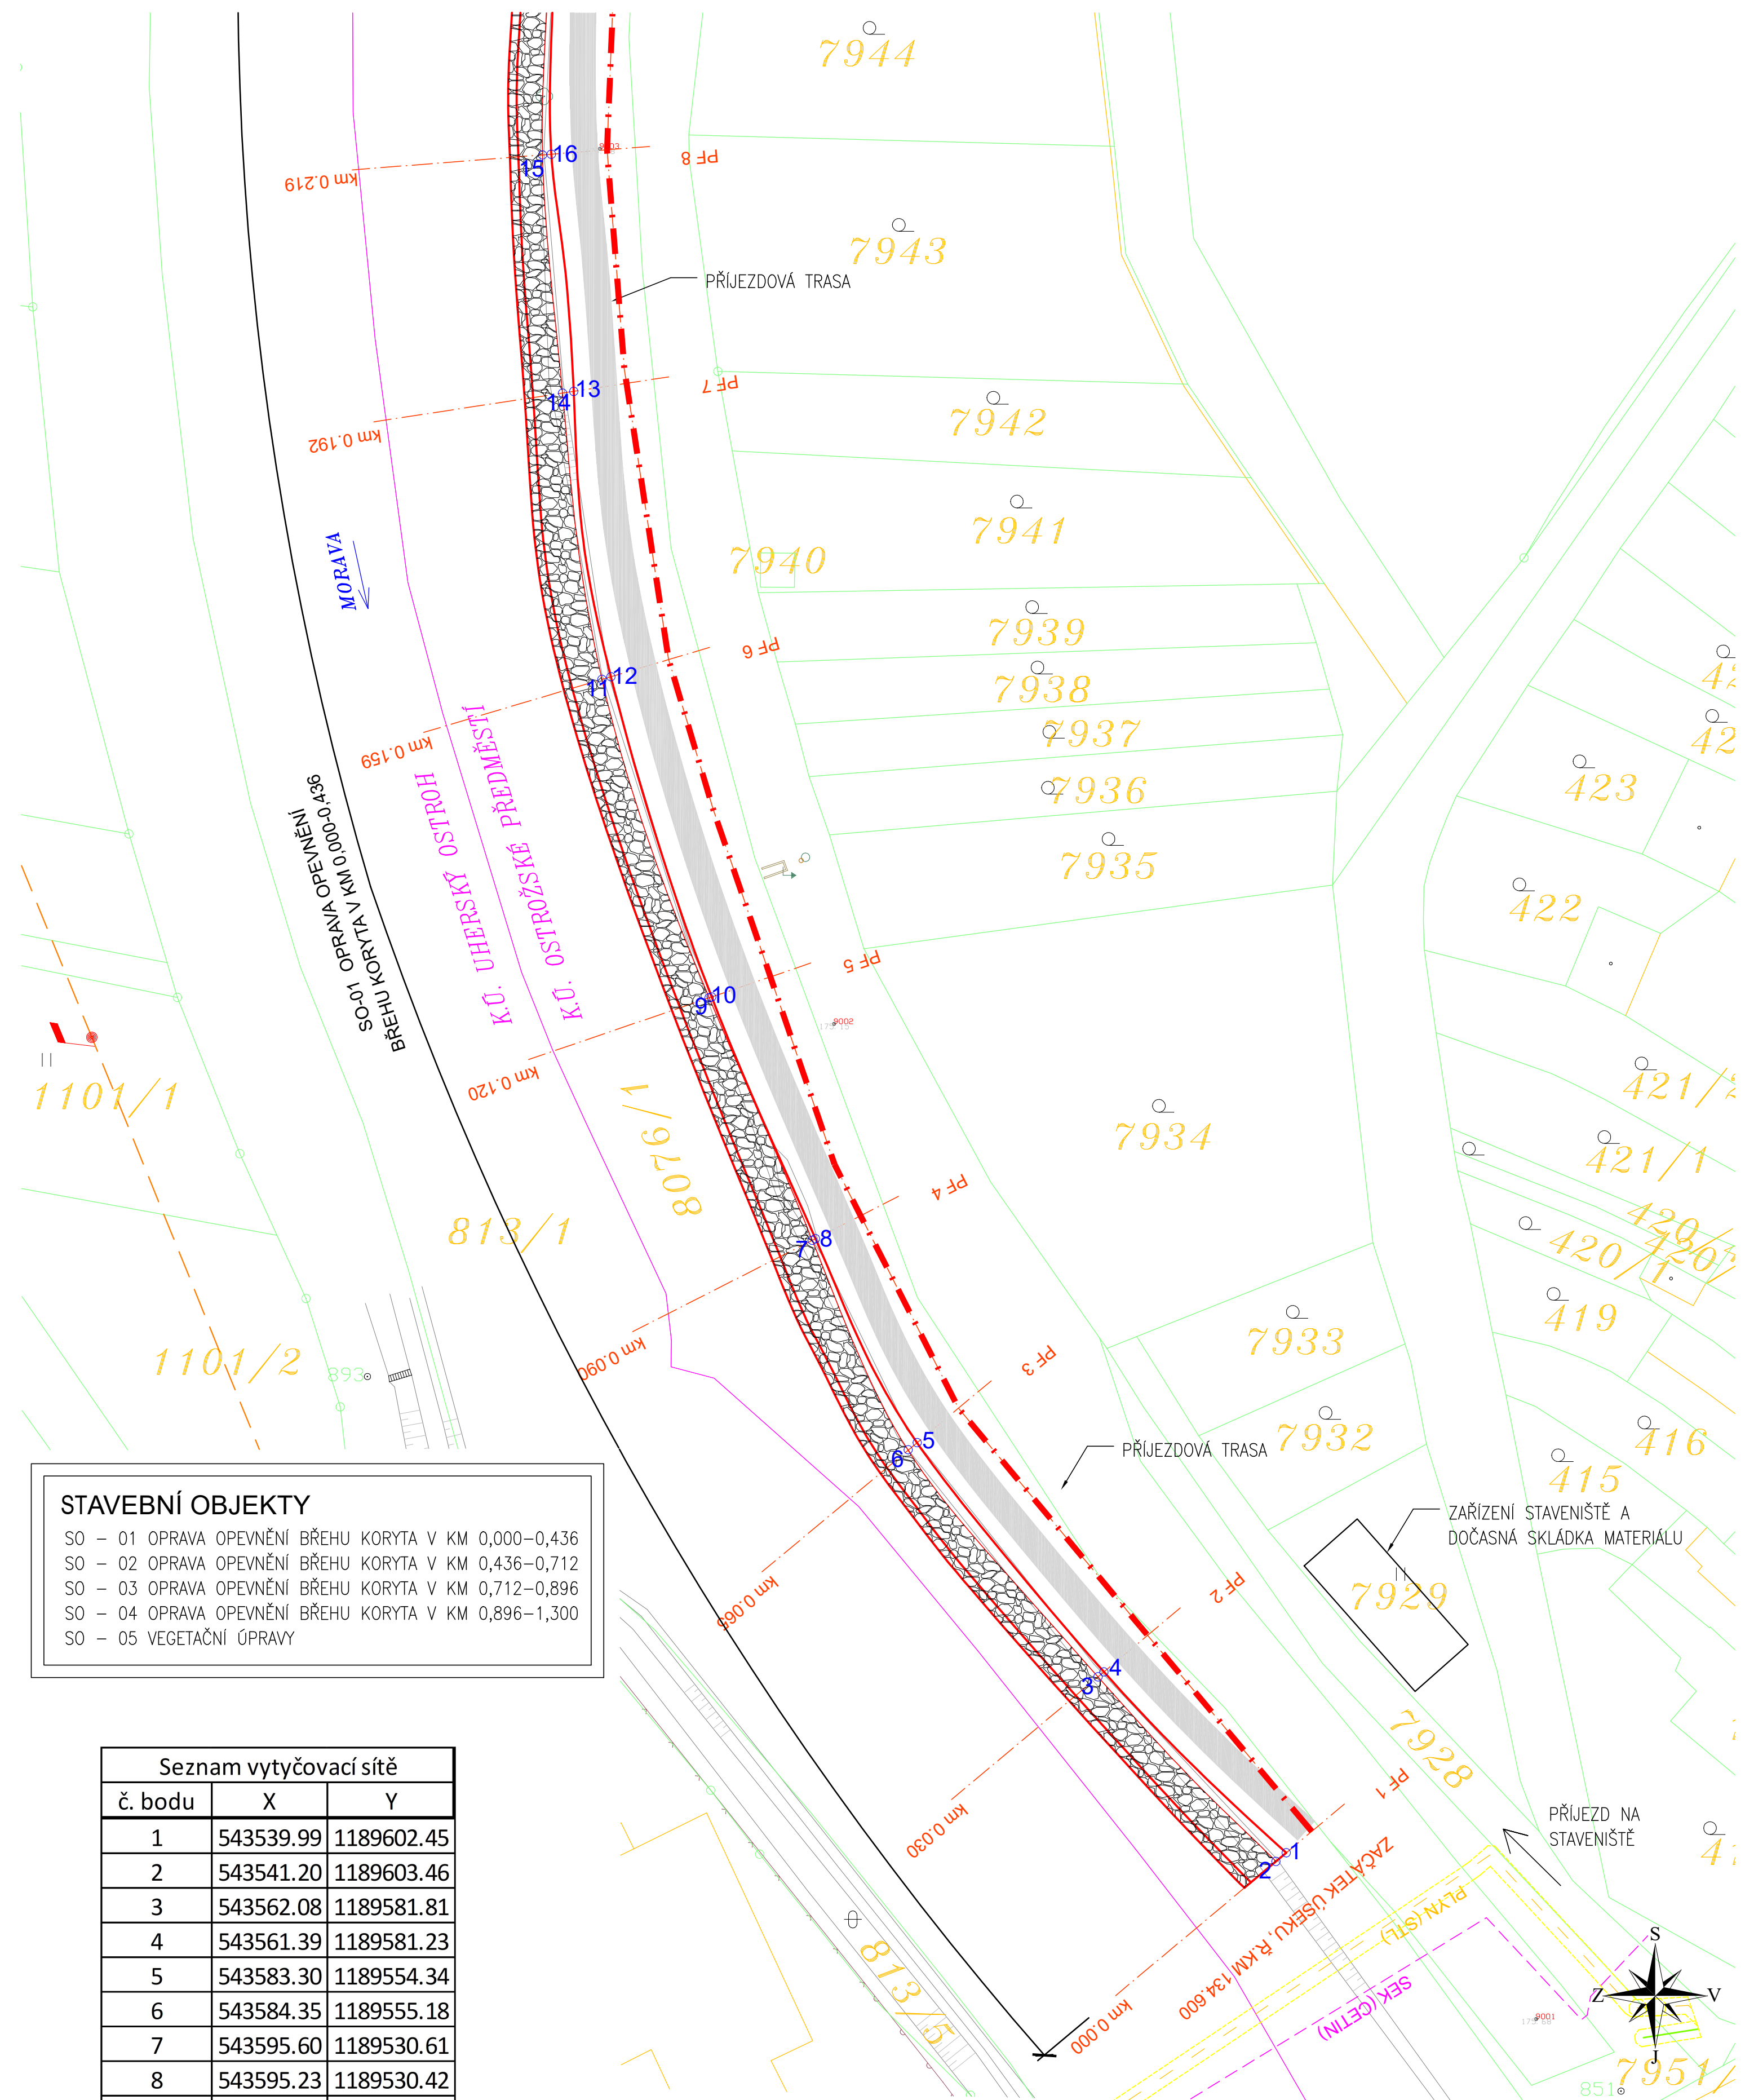 7944
16
15
9003
PF 8
km 0.219
7943
PŘÍJEZDOVÁ TRASA
13
14
PF 7
km 0.192
7942
7941
MORAVA
7940
7939
PF 6
12
11
7938
7937
km 0.159
K.Ú. UHERSKÝ OSTROH
K.Ú. OSTROŽSKÉ PŘEDMĚSTÍ
7936
423
SO-01 OPRAVA OPEVNĚNÍ
BŘEHU KORYTA V KM 0,000-0,436
7935
422
PF 5
10
9
9002
km 0.120
1101/1
8076/1
7934
421/1
PF 4
813/1
8
7
420/1
419
7933
km 0.090
1101/2
893
PF 3
7932
416
5
6
PŘÍJEZDOVÁ TRASA
415
STAVEBNÍ OBJEKTY
SO – 01 OPRAVA OPEVNĚNÍ BŘEHU KORYTA V KM 0,000–0,436
SO – 02 OPRAVA OPEVNĚNÍ BŘEHU KORYTA V KM 0,436–0,712
SO – 03 OPRAVA OPEVNĚNÍ BŘEHU KORYTA V KM 0,712–0,896
SO – 04 OPRAVA OPEVNĚNÍ BŘEHU KORYTA V KM 0,896–1,300
SO – 05 VEGETAČNÍ ÚPRAVY
ZAŘÍZENÍ STAVENIŠTĚ A
DOČASNÁ SKLÁDKA MATERIÁLU
7929
km 0.065
PF 2
4
3
7928
PF 1
km 0.030
PŘÍJEZD NA
STAVENIŠTĚ
1
2
ZAČÁTEK ÚSEKU, Ř.KM 134.600
PLYN (STL)
SEK (CETIN)
km 0.000
813/5
S
Z
V
J
9001
7951/
851
Seznam vytyčovací sítě
č. bodu X Y
1 543539.99 1189602.45
2 543541.20 1189603.46
3 543562.08 1189581.81
4 543561.39 1189581.23
5 543583.30 1189554.34
6 543584.35 1189555.18
7 543595.60 1189530.61
8 543595.23 1189530.42